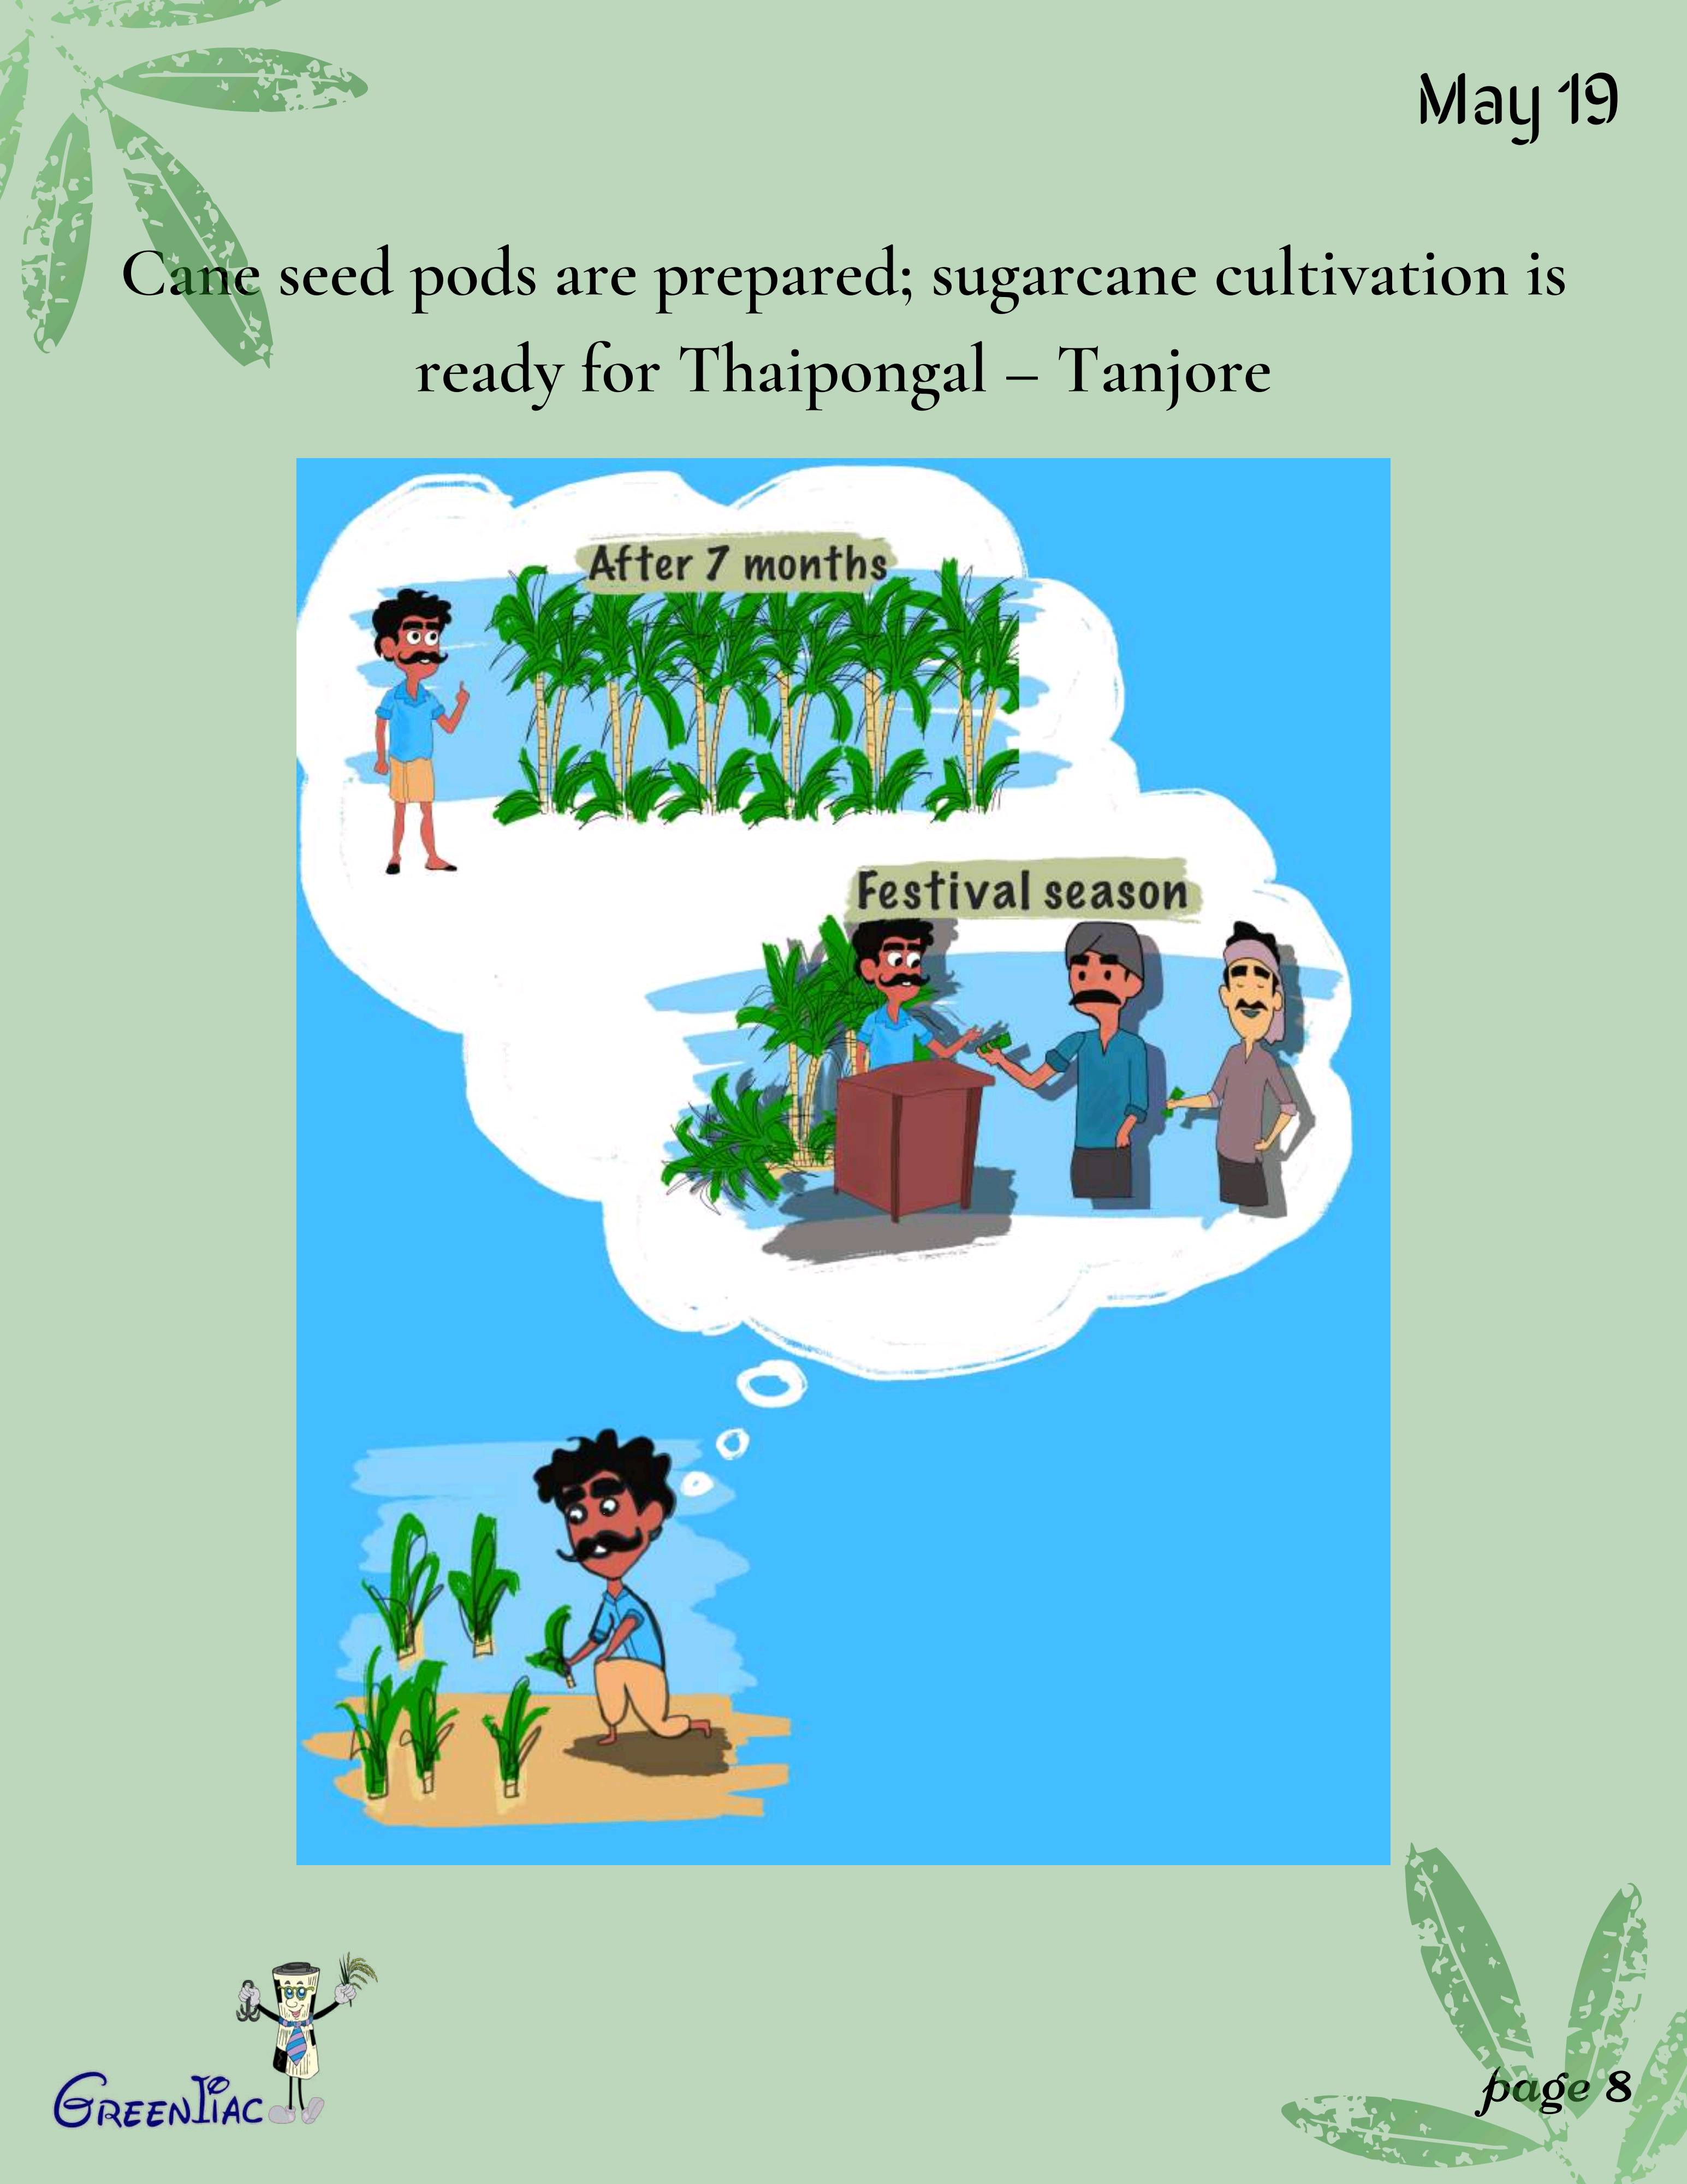 May 19
Cane seed pods are prepared; sugarcane cultivation is
ready for Thaipongal – Tanjore
After 7 months
Festival season
GREENIIAC
page 8